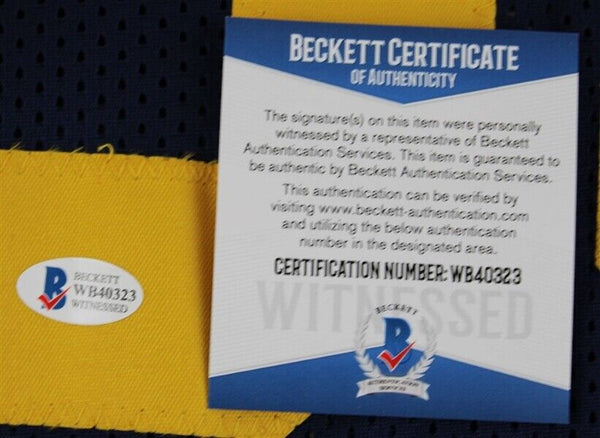 BECKETT CERTIFICATE
OF AUTHENTICITY
The signature(s) on this item were personally
witnessed by a representative of Beckett
Authentication Services. This item is guaranteed to
be authentic by Beckett Authentication Services.
This authentication can be verified by
visiting www.beckett-authentication.com
and utilizing the below authentication
number in the designated area.
CERTIFICATION NUMBER: WB40323
WITNESSED
BECKETT
B
AUTHENTICATION
SERVICES
B
BECKETT
WB40323
WITNESSED